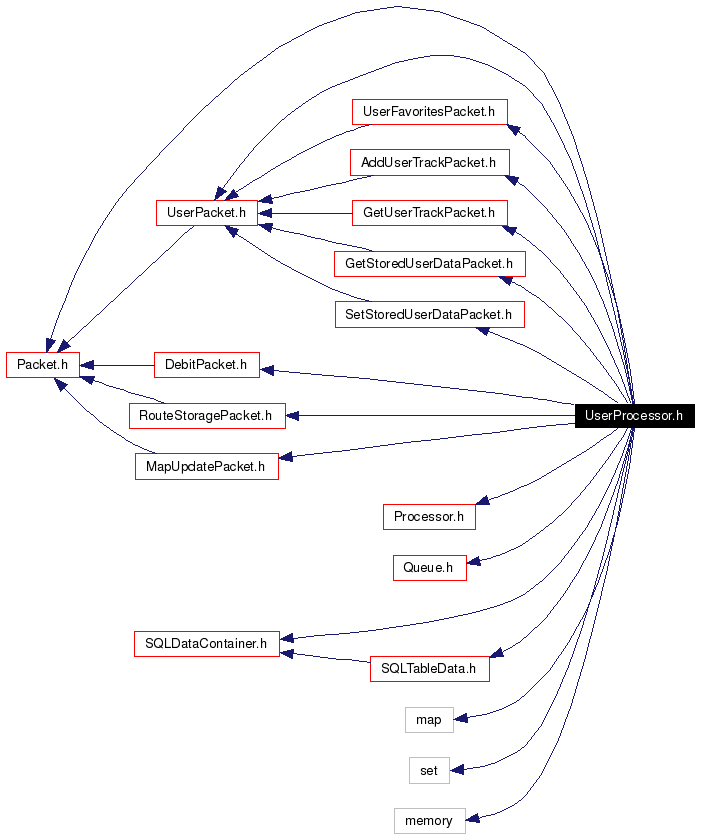 UserFavoritesPacket.h
AddUserTrackPacket.h
UserPacket.h
GetUserTrackPacket.h
GetStoredUserDataPacket.h
SetStoredUserDataPacket.h
Packet.h
DebitPacket.h
RouteStoragePacket.h
UserProcessor.h
MapUpdatePacket.h
Processor.h
Queue.h
SQLDataContainer.h
SQLTableData.h
map
set
memory